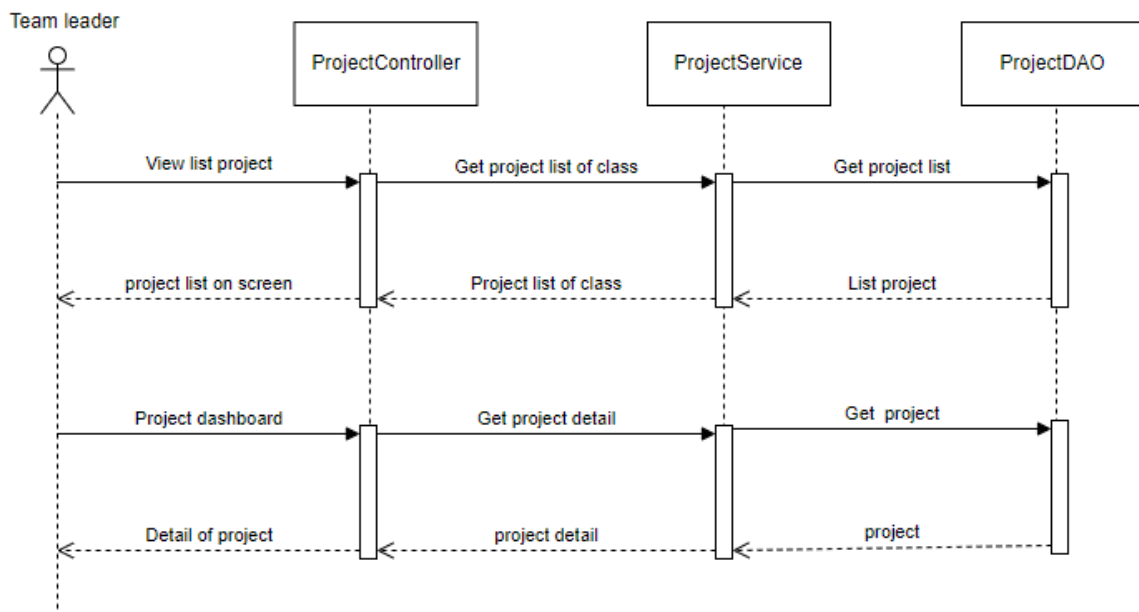 Team leader
ProjectController
ProjectService
ProjectDAO
View list project
Get project list of class
Get project list
project list on screen
Project list of class
List project
Project dashboard
Get project detail
Get  project
Detail of project
project detail
project